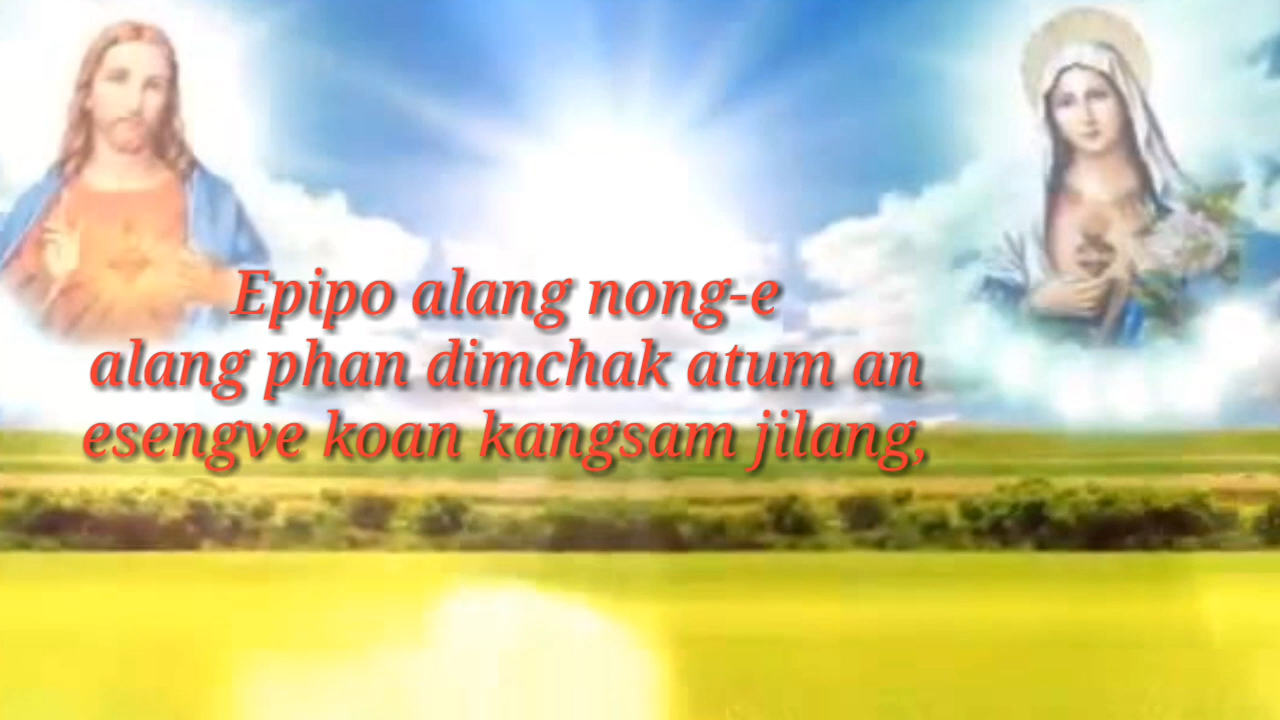 Epipo alang nong-e
alang phan dimchak atum an
esengve koan kangsam jilang,